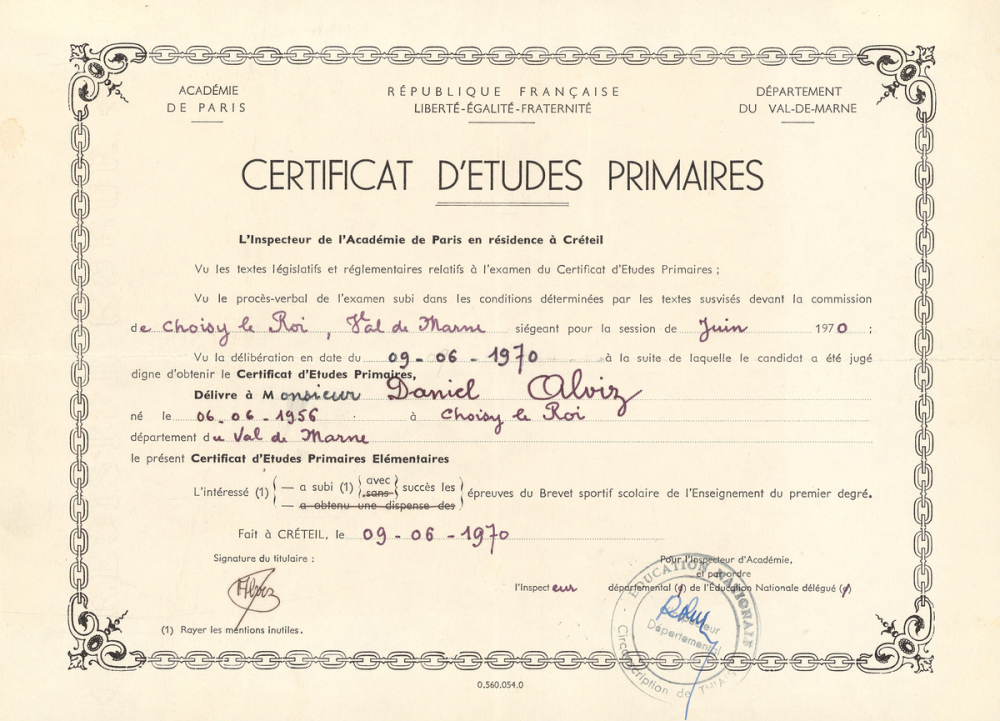 ACADÉMIE
DE PARIS
RÉPUBLIQUE FRANÇAISE
LIBERTÉ-ÉGALITÉ-FRATERNITÉ
DÉPARTEMENT
DU VAL-DE-MARNE
CERTIFICAT D'ETUDES PRIMAIRES
L'Inspecteur de l'Académie de Paris en résidence à Créteil
Vu les textes législatifs et réglementaires relatifs à l'examen du Certificat d'Etudes Primaires ;
Vu le procès-verbal de l'examen subi dans les conditions déterminées par les textes susvisés devant la commission
de Choisy le Roi, Val de Marne siégeant pour la session de Juin 1970 ;
Vu la délibération en date du 09-06-1970 à la suite de laquelle le candidat a été jugé
digne d'obtenir le Certificat d'Etudes Primaires,
Délivre à Monsieur Daniel Alviz
né le 06.06-1956 à Choisy le Roi
département du Val de Marne
le présent Certificat d'Etudes Primaires Elémentaires
L'intéressé (1) { — a subi (1) { avec / sans } succès les / — a obtenu une dispense des } épreuves du Brevet sportif scolaire de l'Enseignement du premier degré.
Fait à CRÉTEIL, le 09-06-1970
Signature du titulaire :
Alviz
(1) Rayer les mentions inutiles.
Pour l'Inspecteur d'Académie,
et par ordre
l'Inspecteur départemental (e) de l'Éducation Nationale délégué (e)
EDUCATION NATIONALE
Inspecteur
Départemental
Circonscription de THIAIS
0.560.054.0